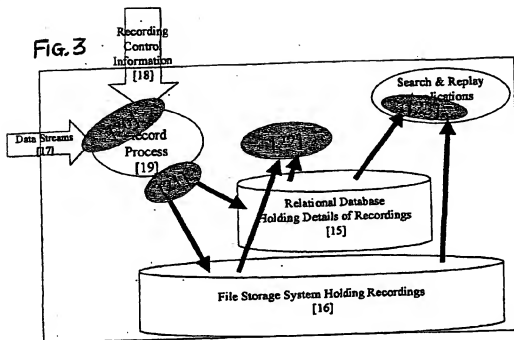 FIG. 3
Recording
Control
Information
[18]
Search & Replay
Data Streams
[17]
Record
Process
[19]
Relational Database
Holding Details of Recordings
[15]
File Storage System Holding Recordings
[16]